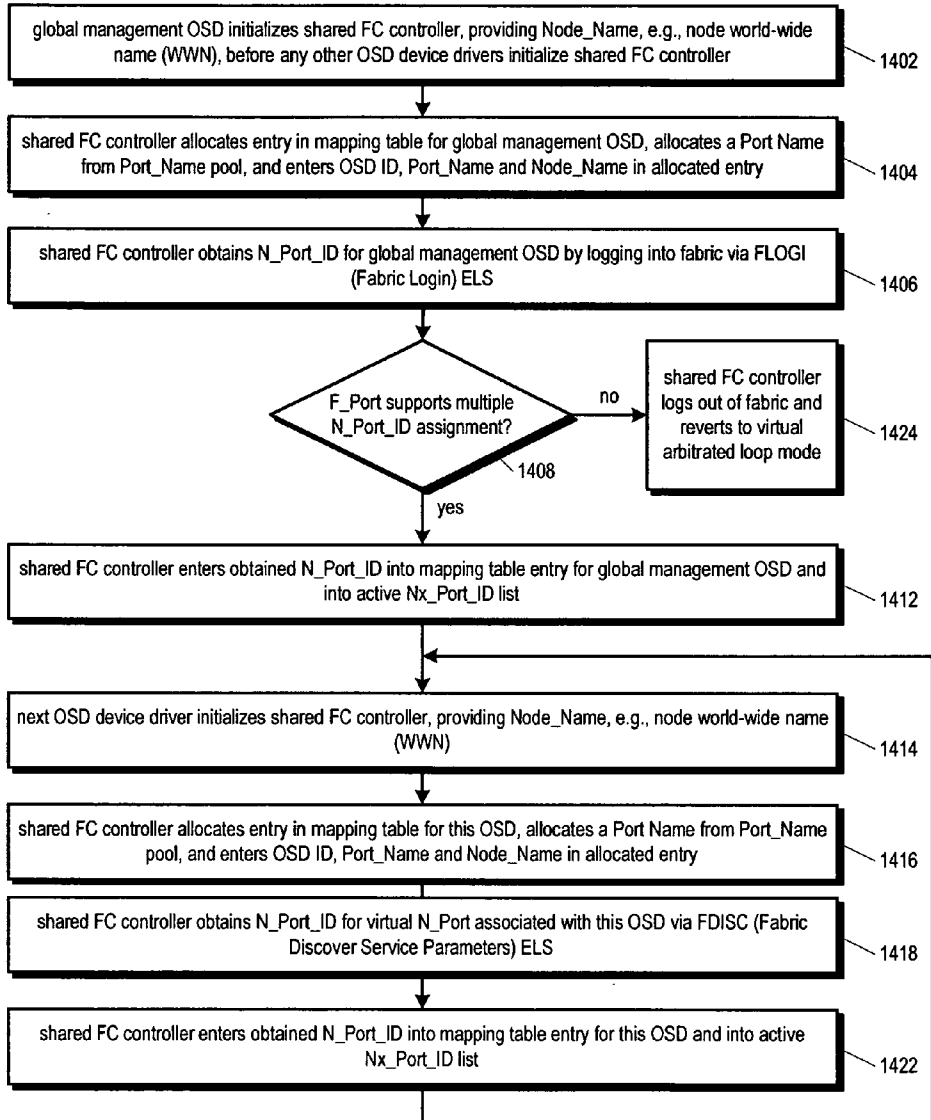 global management OSD initializes shared FC controller, providing Node_Name, e.g., node world-wide
name (WWN), before any other OSD device drivers initialize shared FC controller
1402
shared FC controller allocates entry in mapping table for global management OSD, allocates a Port Name
from Port_Name pool, and enters OSD ID, Port_Name and Node_Name in allocated entry
1404
shared FC controller obtains N_Port_ID for global management OSD by logging into fabric via FLOGI
(Fabric Login) ELS
1406
F_Port supports multiple
N_Port_ID assignment?
1408
no
shared FC controller
logs out of fabric and
reverts to virtual
arbitrated loop mode
1424
yes
shared FC controller enters obtained N_Port_ID into mapping table entry for global management OSD and
into active Nx_Port_ID list
1412
next OSD device driver initializes shared FC controller, providing Node_Name, e.g., node world-wide name
(WWN)
1414
shared FC controller allocates entry in mapping table for this OSD, allocates a Port Name from Port_Name
pool, and enters OSD ID, Port_Name and Node_Name in allocated entry
1416
shared FC controller obtains N_Port_ID for virtual N_Port associated with this OSD via FDISC (Fabric
Discover Service Parameters) ELS
1418
shared FC controller enters obtained N_Port_ID into mapping table entry for this OSD and into active
Nx_Port_ID list
1422